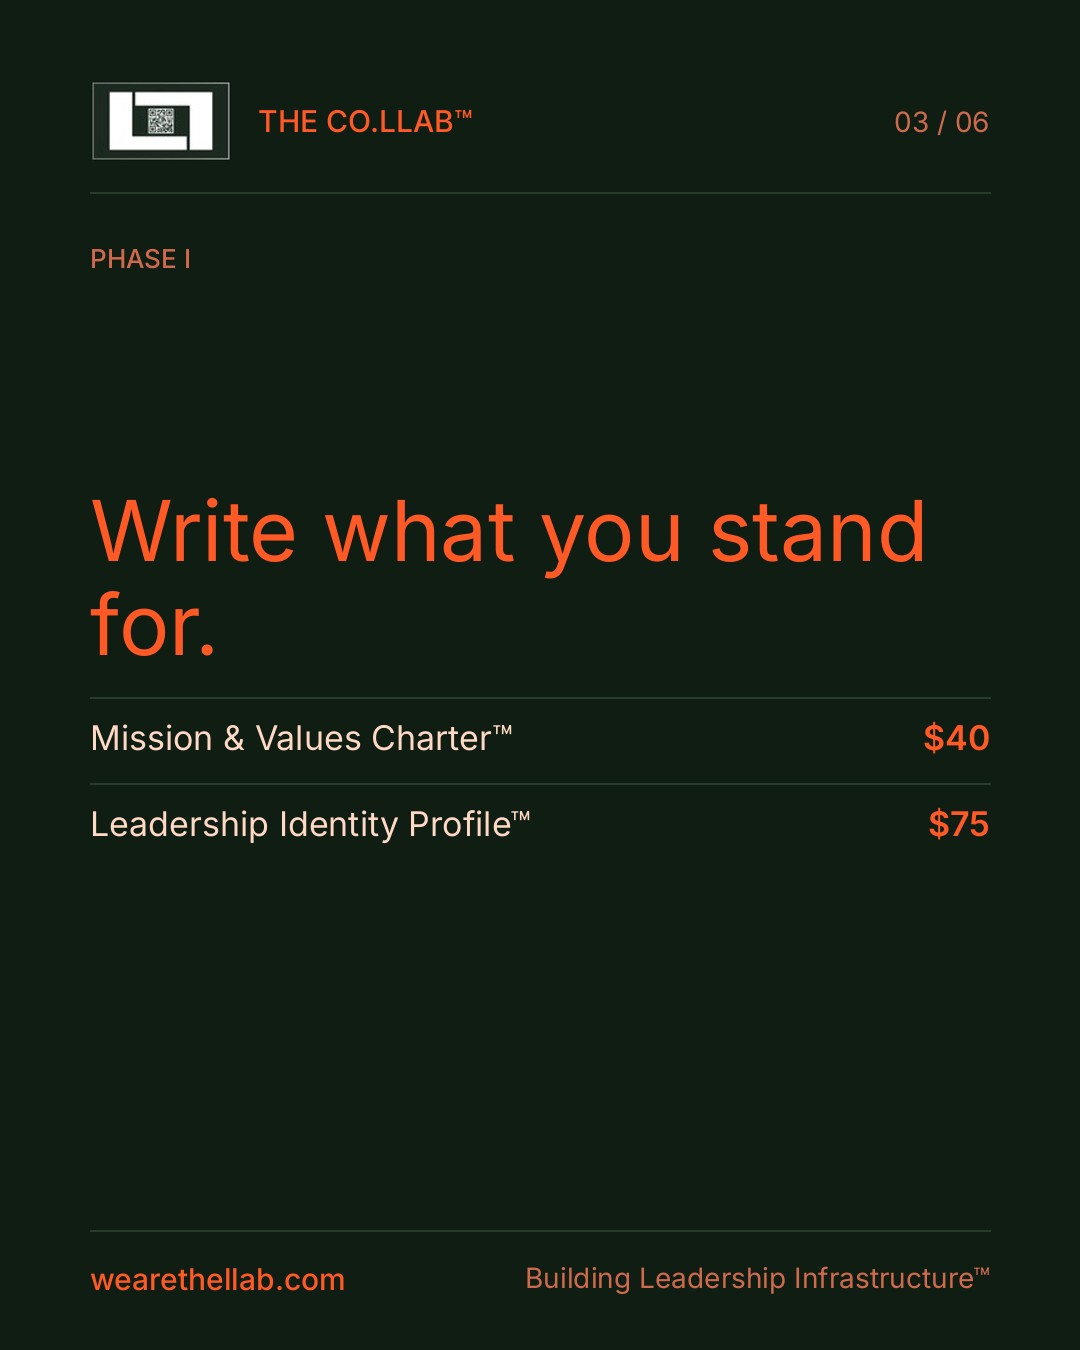 THE CO.LLAB™
03 / 06
PHASE I
Write what you stand
for.
Mission & Values Charter™
$40
Leadership Identity Profile™
$75
wearethellab.com
Building Leadership Infrastructure™